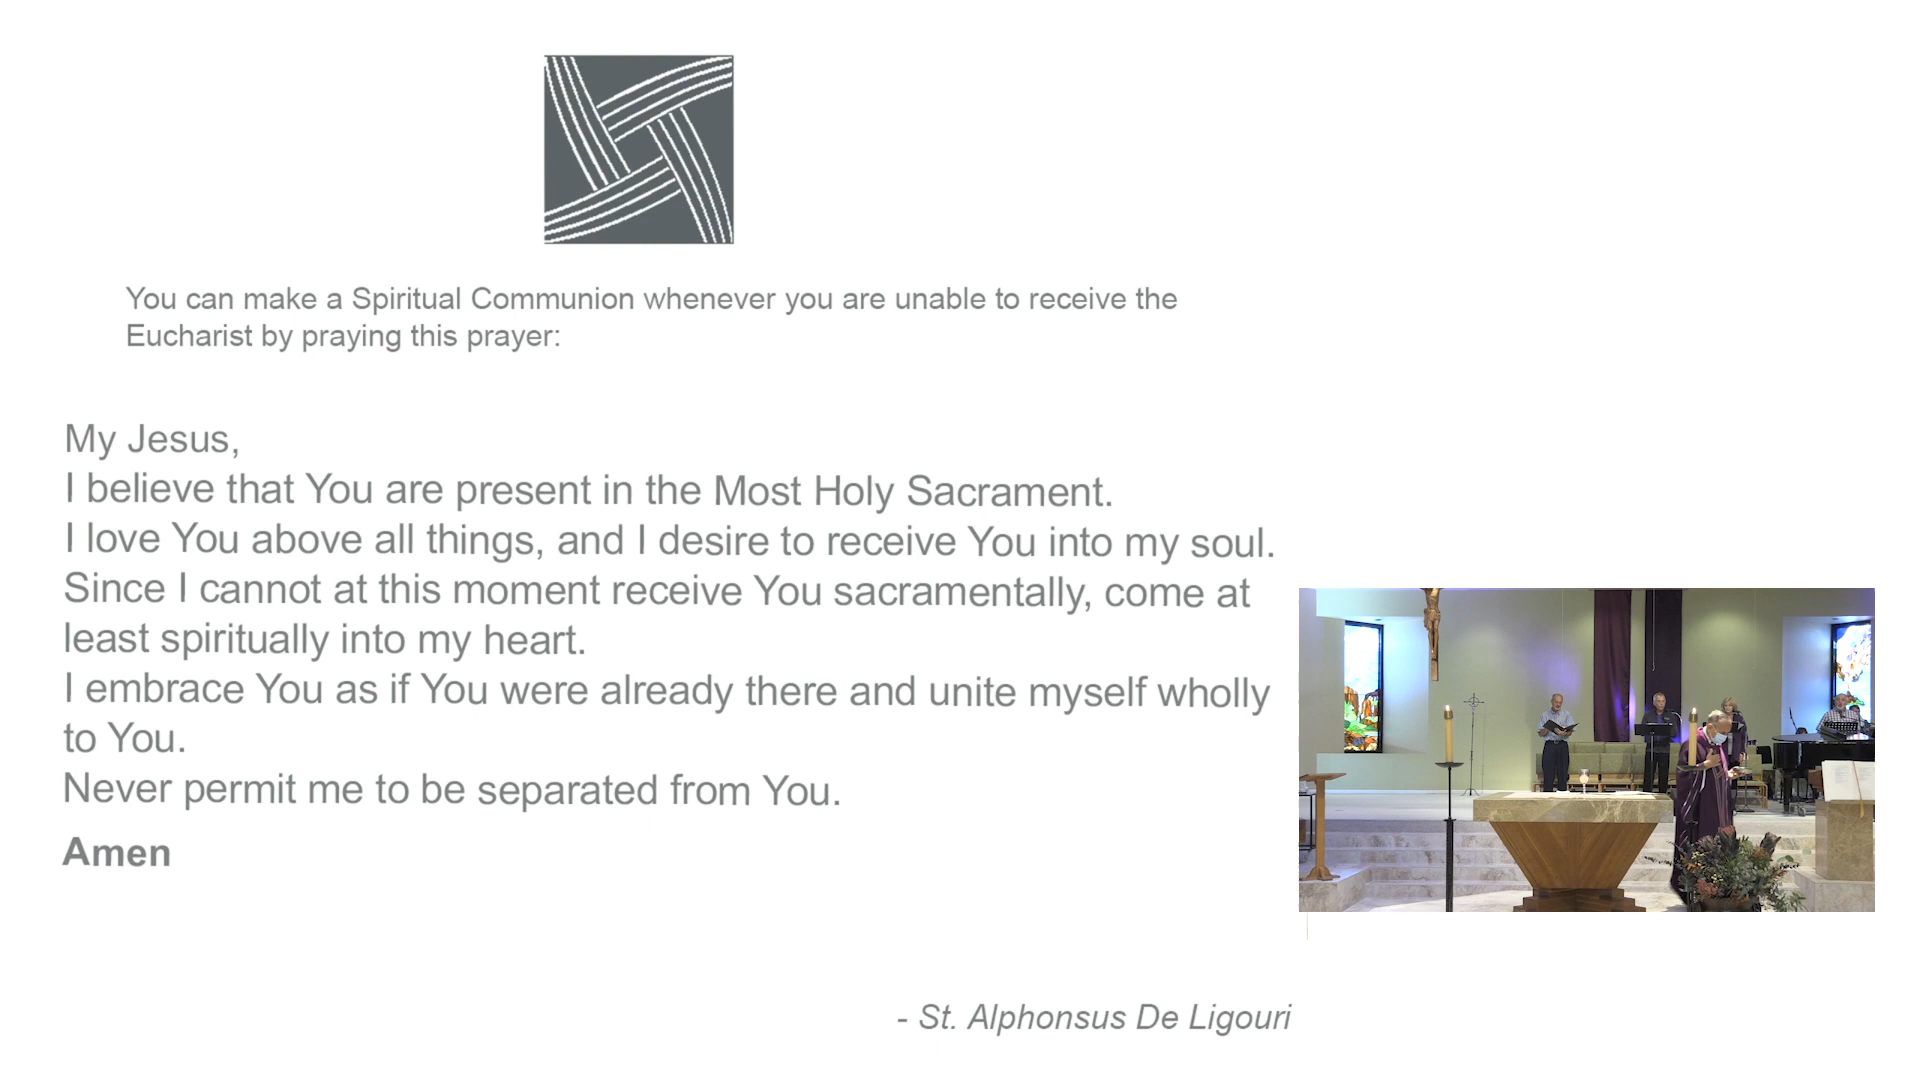 You can make a Spiritual Communion whenever you are unable to receive the
Eucharist by praying this prayer:
My Jesus,
I believe that You are present in the Most Holy Sacrament.
I love You above all things, and I desire to receive You into my soul.
Since I cannot at this moment receive You sacramentally, come at
least spiritually into my heart.
I embrace You as if You were already there and unite myself wholly
to You.
Never permit me to be separated from You.
Amen
- St. Alphonsus De Ligouri